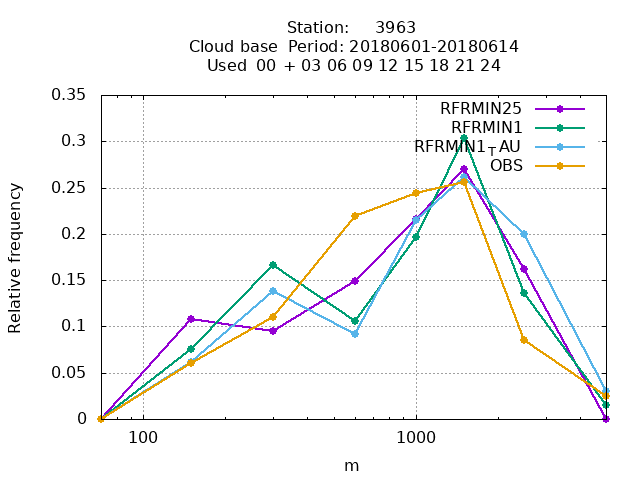 Station: 3963
Cloud base Period: 20180601-20180614
Used 00 + 03 06 09 12 15 18 21 24
0.35
0.3
0.25
0.2
0.15
0.1
0.05
0
Relative frequency
RFRMIN25
RFRMIN1
RFRMIN1TAU
OBS
100
1000
m